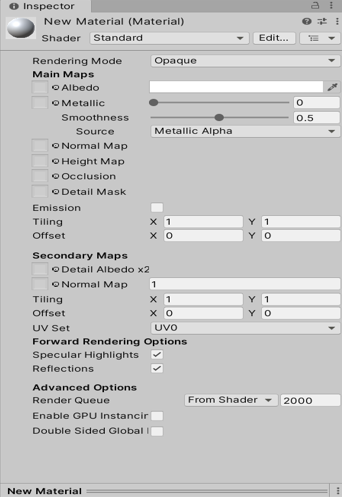 Inspector
New Material (Material)
Shader Standard Edit...
Rendering Mode Opaque
Main Maps
Albedo
Metallic 0
Smoothness 0.5
Source Metallic Alpha
Normal Map
Height Map
Occlusion
Detail Mask
Emission
Tiling X 1 Y 1
Offset X 0 Y 0
Secondary Maps
Detail Albedo x2
Normal Map 1
Tiling X 1 Y 1
Offset X 0 Y 0
UV Set UV0
Forward Rendering Options
Specular Highlights
Reflections
Advanced Options
Render Queue From Shader 2000
Enable GPU Instancin
Double Sided Global
New Material